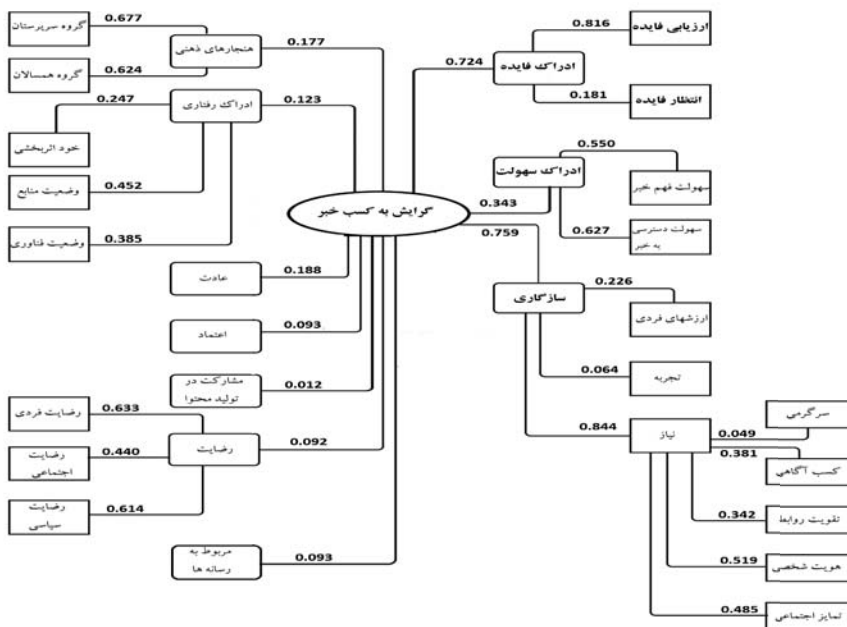 گروه سرپرستان
0.677
گروه همسالان
0.624
هنجارهای ذهنی
0.177
ادراک رفتاری
0.123
0.247
خود اثربخشی
وضعیت منابع
0.452
وضعیت فناوری
0.385
عادت
0.188
اعتماد
0.093
مشارکت در
تولید محتوا
0.012
رضایت فردی
0.633
رضایت
اجتماعی
0.440
رضایت
سیاسی
0.614
رضایت
0.092
مربوط به
رسانه ها
0.093
گرایش به کسب خبر
0.724
ادراک فایده
0.816
ارزیابی فایده
0.181
انتظار فایده
0.343
ادراک سهولت
0.550
سهولت فهم خبر
0.627
سهولت دسترسی
به خبر
0.759
سازگاری
0.226
ارزشهای فردی
0.064
تجربه
0.844
نیاز
سرگرمی
0.049
0.381
کسب آگاهی
0.342
تقویت روابط
0.519
هویت شخصی
0.485
تمایز اجتماعی